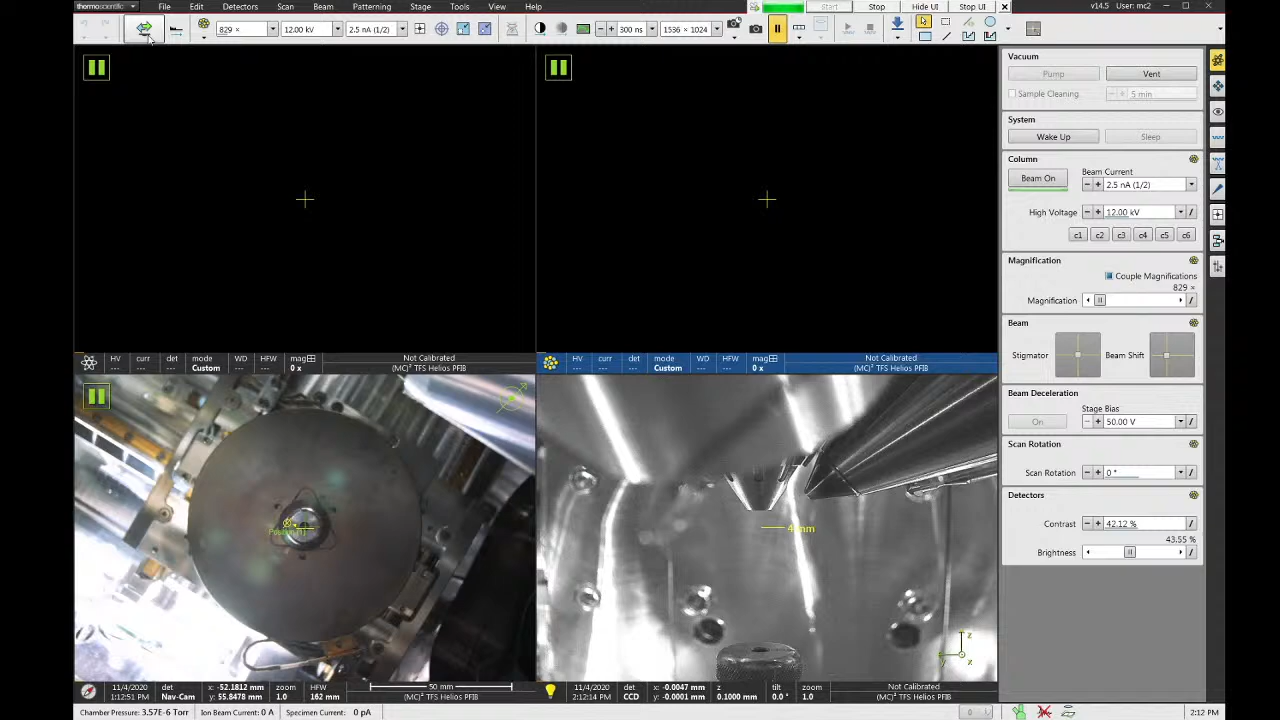 thermoscientific File Edit Detectors Scan Beam Patterning Stage Tools View Help Start Stop Hide UI Stop UI v14.5 User: mc2
829 × 12.00 kV 2.5 nA (1/2) 300 ns 1536 × 1024
Vacuum
Pump Vent
Sample Cleaning 5 min
System
Wake Up Sleep
Column
Beam On
Beam Current
2.5 nA (1/2)
High Voltage 12.00 kV
c1 c2 c3 c4 c5 c6
Magnification
Couple Magnifications
829 ×
Magnification
Beam
Stigmator Beam Shift
Beam Deceleration
Stage Bias
On 50.00 V
Scan Rotation
Scan Rotation 0 °
Detectors
Contrast 42.12 %
43.55 %
Brightness
HV curr det mode WD HFW mag Not Calibrated
--- --- --- Custom --- --- 0 x (MC)² TFS Helios PFIB
HV curr det mode WD HFW mag Not Calibrated
--- --- --- Custom --- --- 0 x (MC)² TFS Helios PFIB
Position [1]
mm
z
y
x
11/4/2020 det x: -52.1812 mm zoom HFW 50 mm
1:12:51 PM Nav-Cam y: 55.8478 mm 1.0 162 mm (MC)² TFS Helios PFIB
11/4/2020 det x: -0.0047 mm z tilt zoom Not Calibrated
2:12:14 PM CCD y: -0.0001 mm 0.1000 mm 0.0 ° 1.0 (MC)² TFS Helios PFIB
Chamber Pressure: 3.57E-6 Torr Ion Beam Current: 0 A Specimen Current: 0 pA 0 2:12 PM